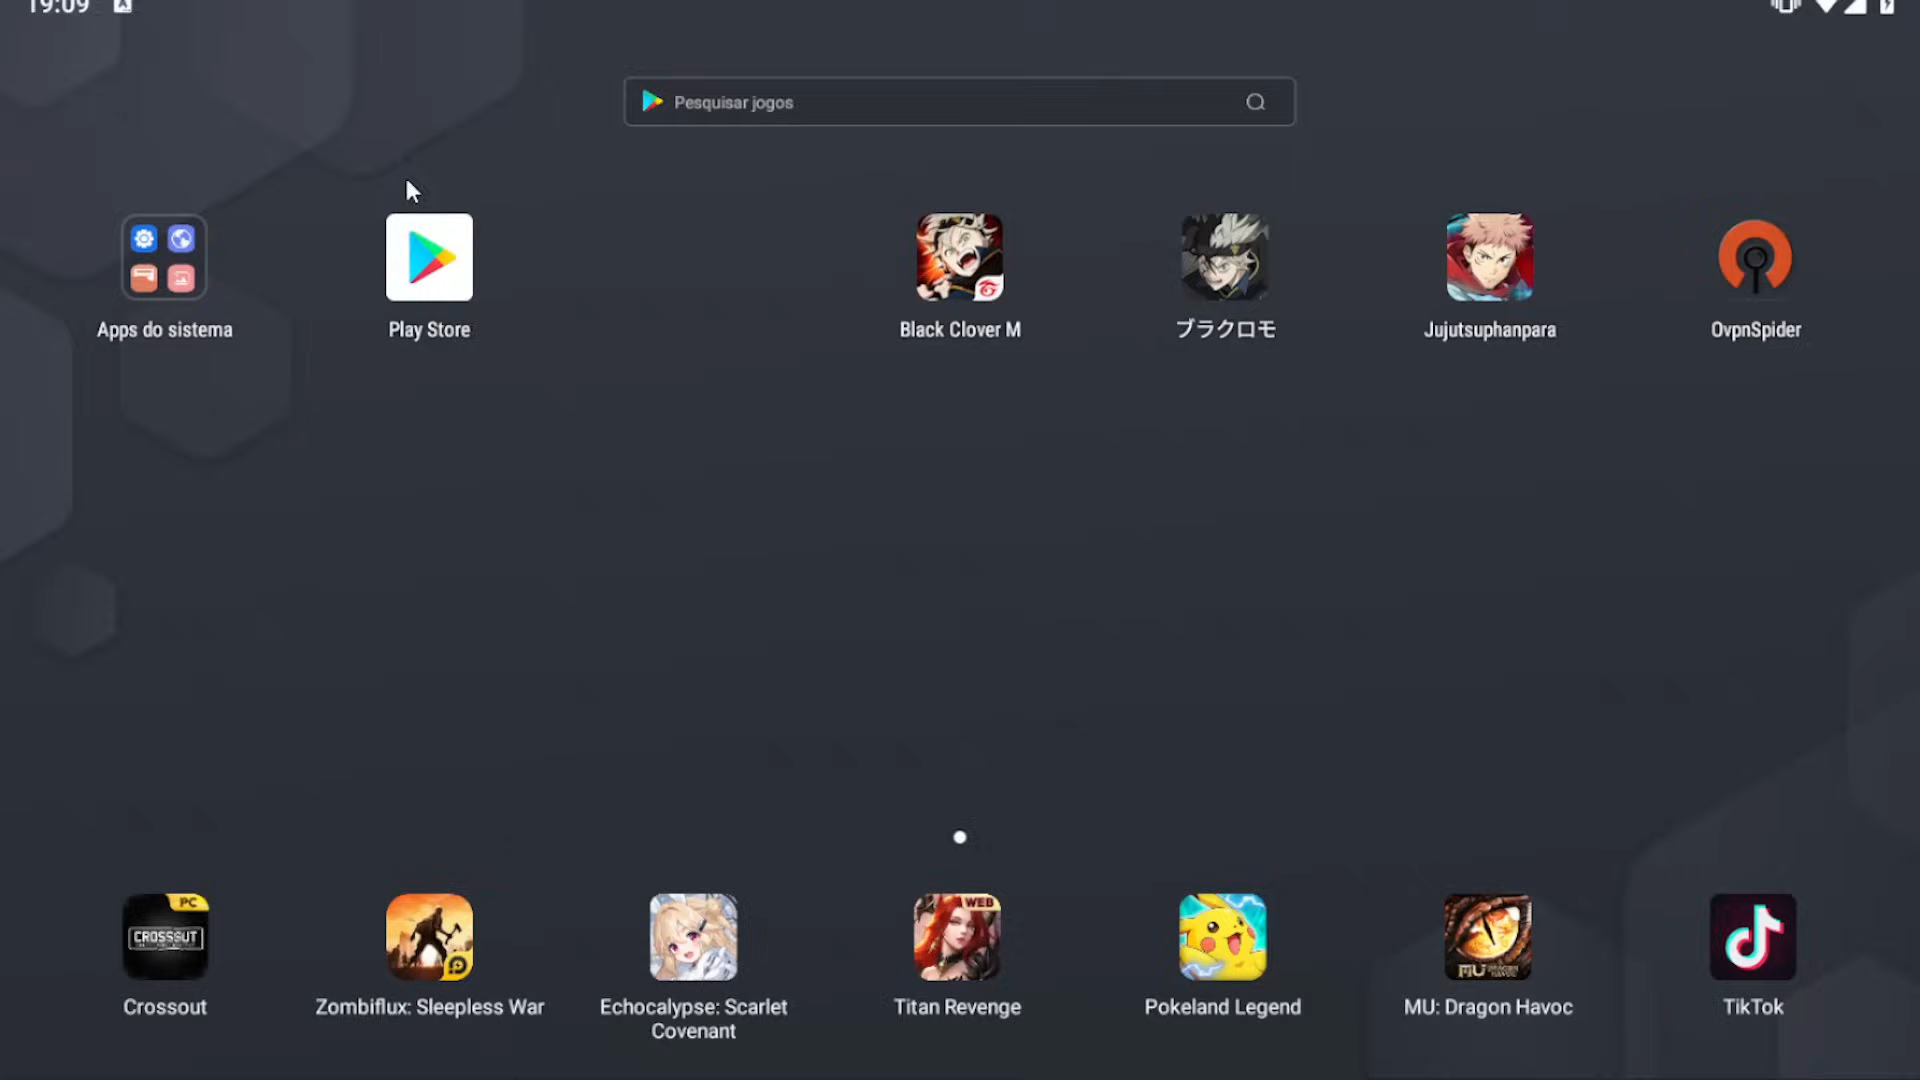 19:09
Pesquisar jogos
Apps do sistema
Play Store
Black Clover M
ブラクロモ
Jujutsuphanpara
OvpnSpider
PC
CROSSOUT
WEB
MU
Crossout
Zombiflux: Sleepless War
Echocalypse: Scarlet
Covenant
Titan Revenge
Pokeland Legend
MU: Dragon Havoc
TikTok